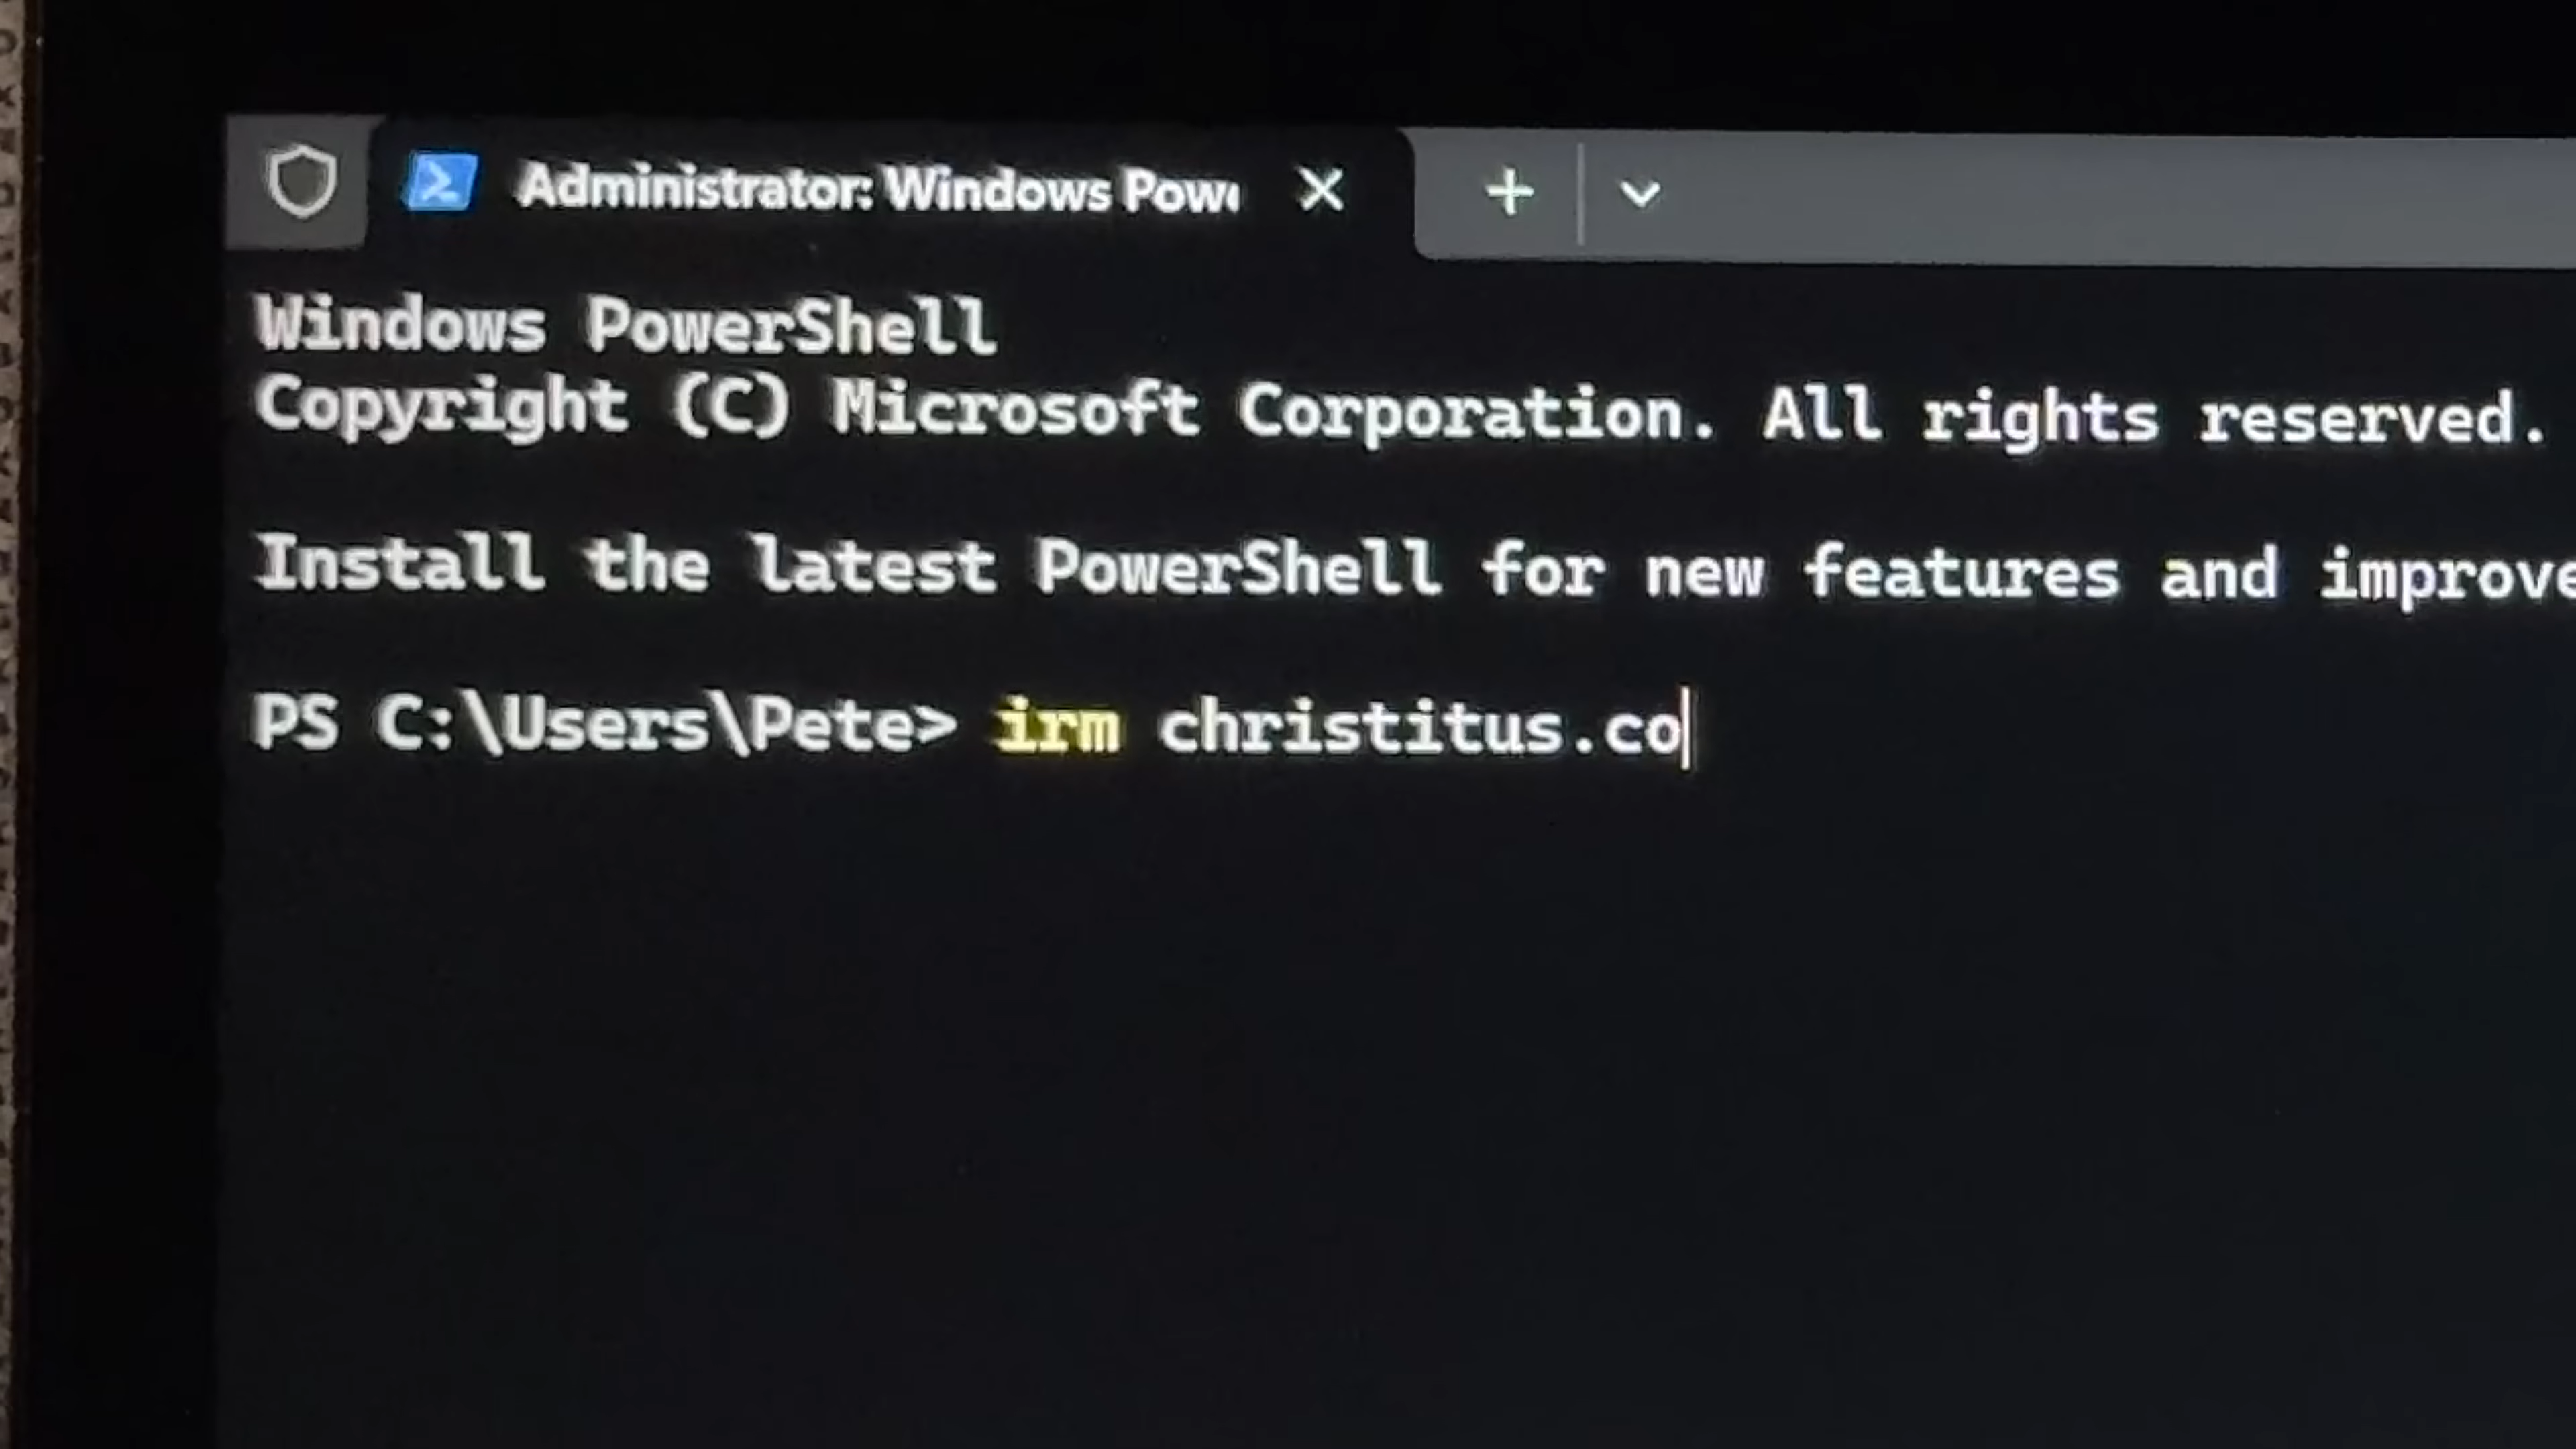 Administrator: Windows Powe
Windows PowerShell
Copyright (C) Microsoft Corporation. All rights reserved.
Install the latest PowerShell for new features and improve
PS C:\Users\Pete> irm christitus.co